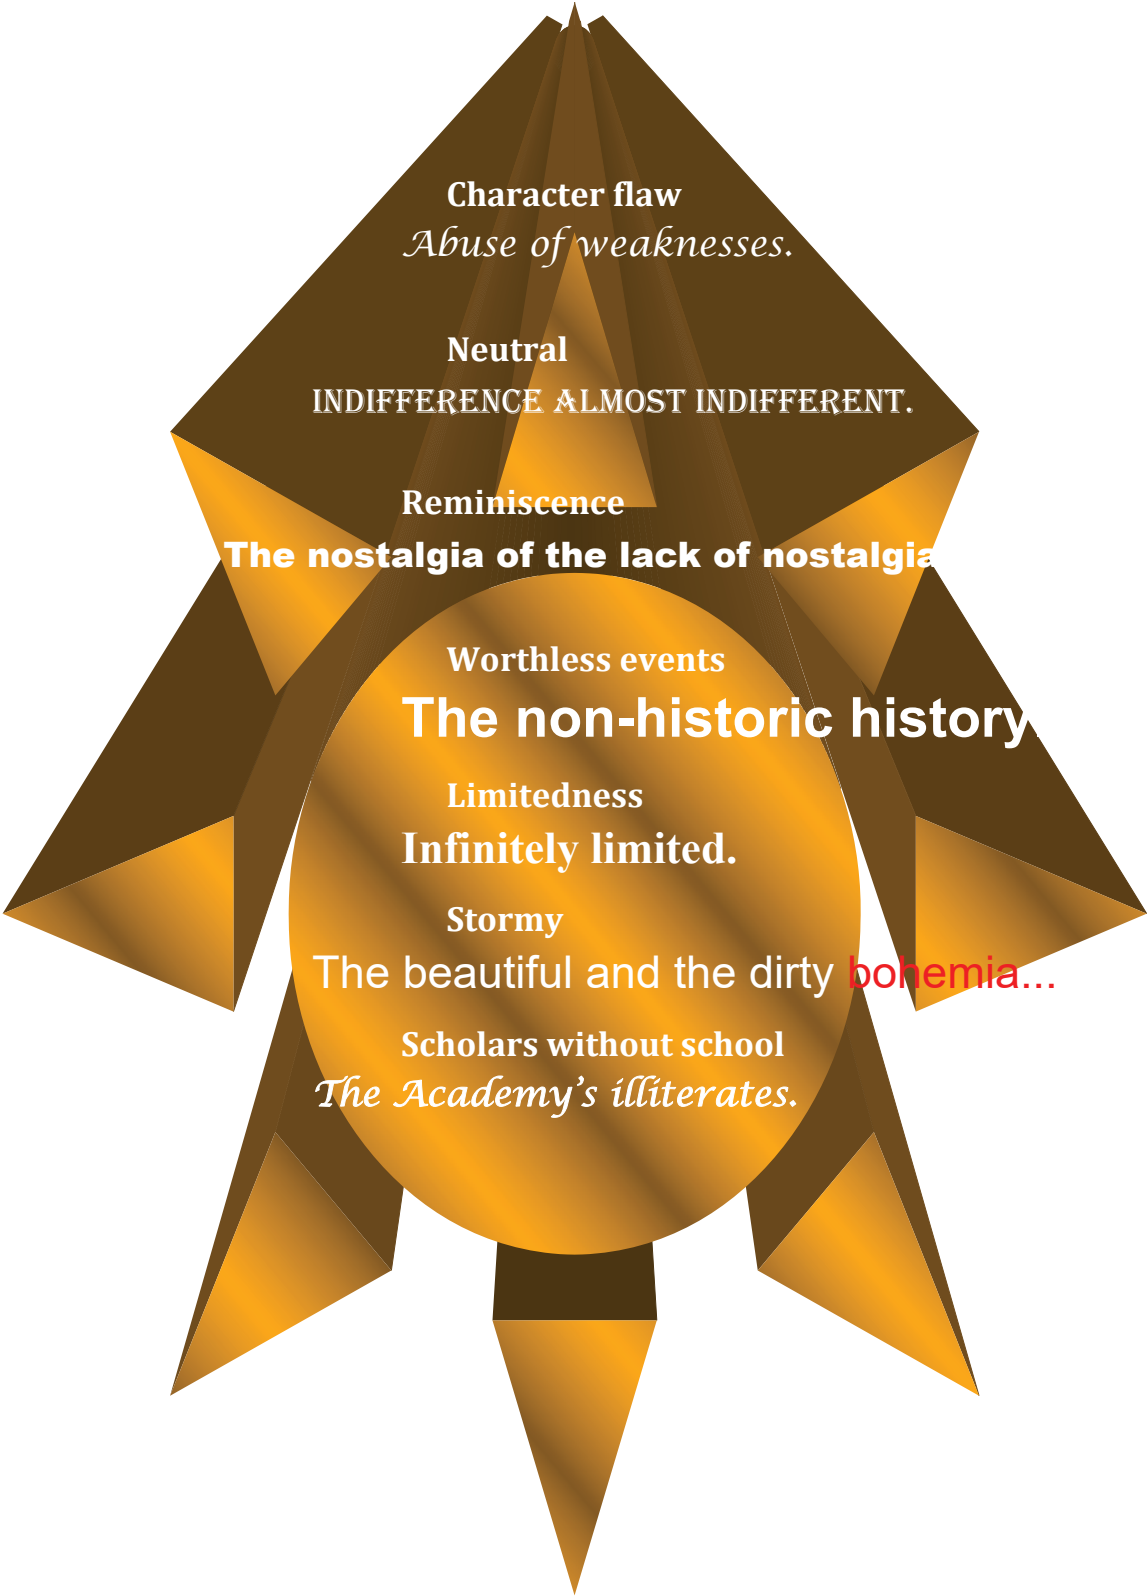 Character flaw
Abuse of weaknesses.
Neutral
INDIFFERENCE ALMOST INDIFFERENT.
Reminiscence
The nostalgia of the lack of nostalgia
Worthless events
The non-historic history.
Limitedness
Infinitely limited.
Stormy
The beautiful and the dirty bohemia...
Scholars without school
The Academy’s illiterates.